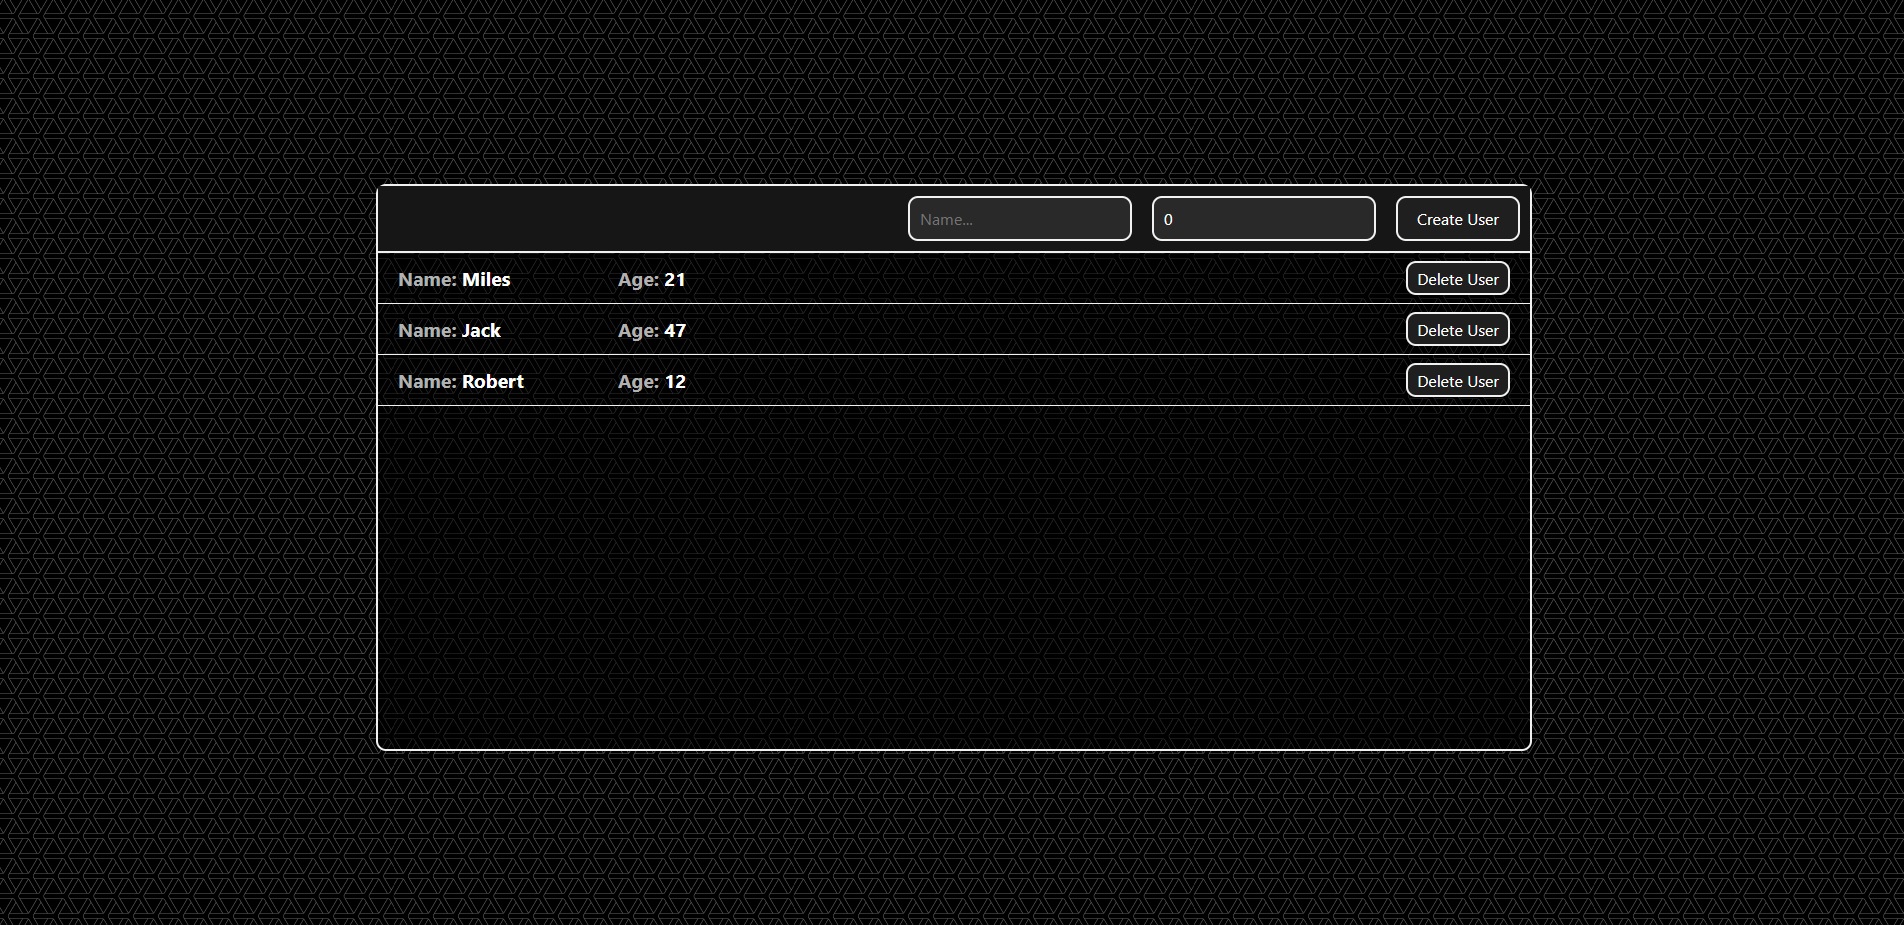 Name... 0 Create User
Name: Miles Age: 21 Delete User
Name: Jack Age: 47 Delete User
Name: Robert Age: 12 Delete User